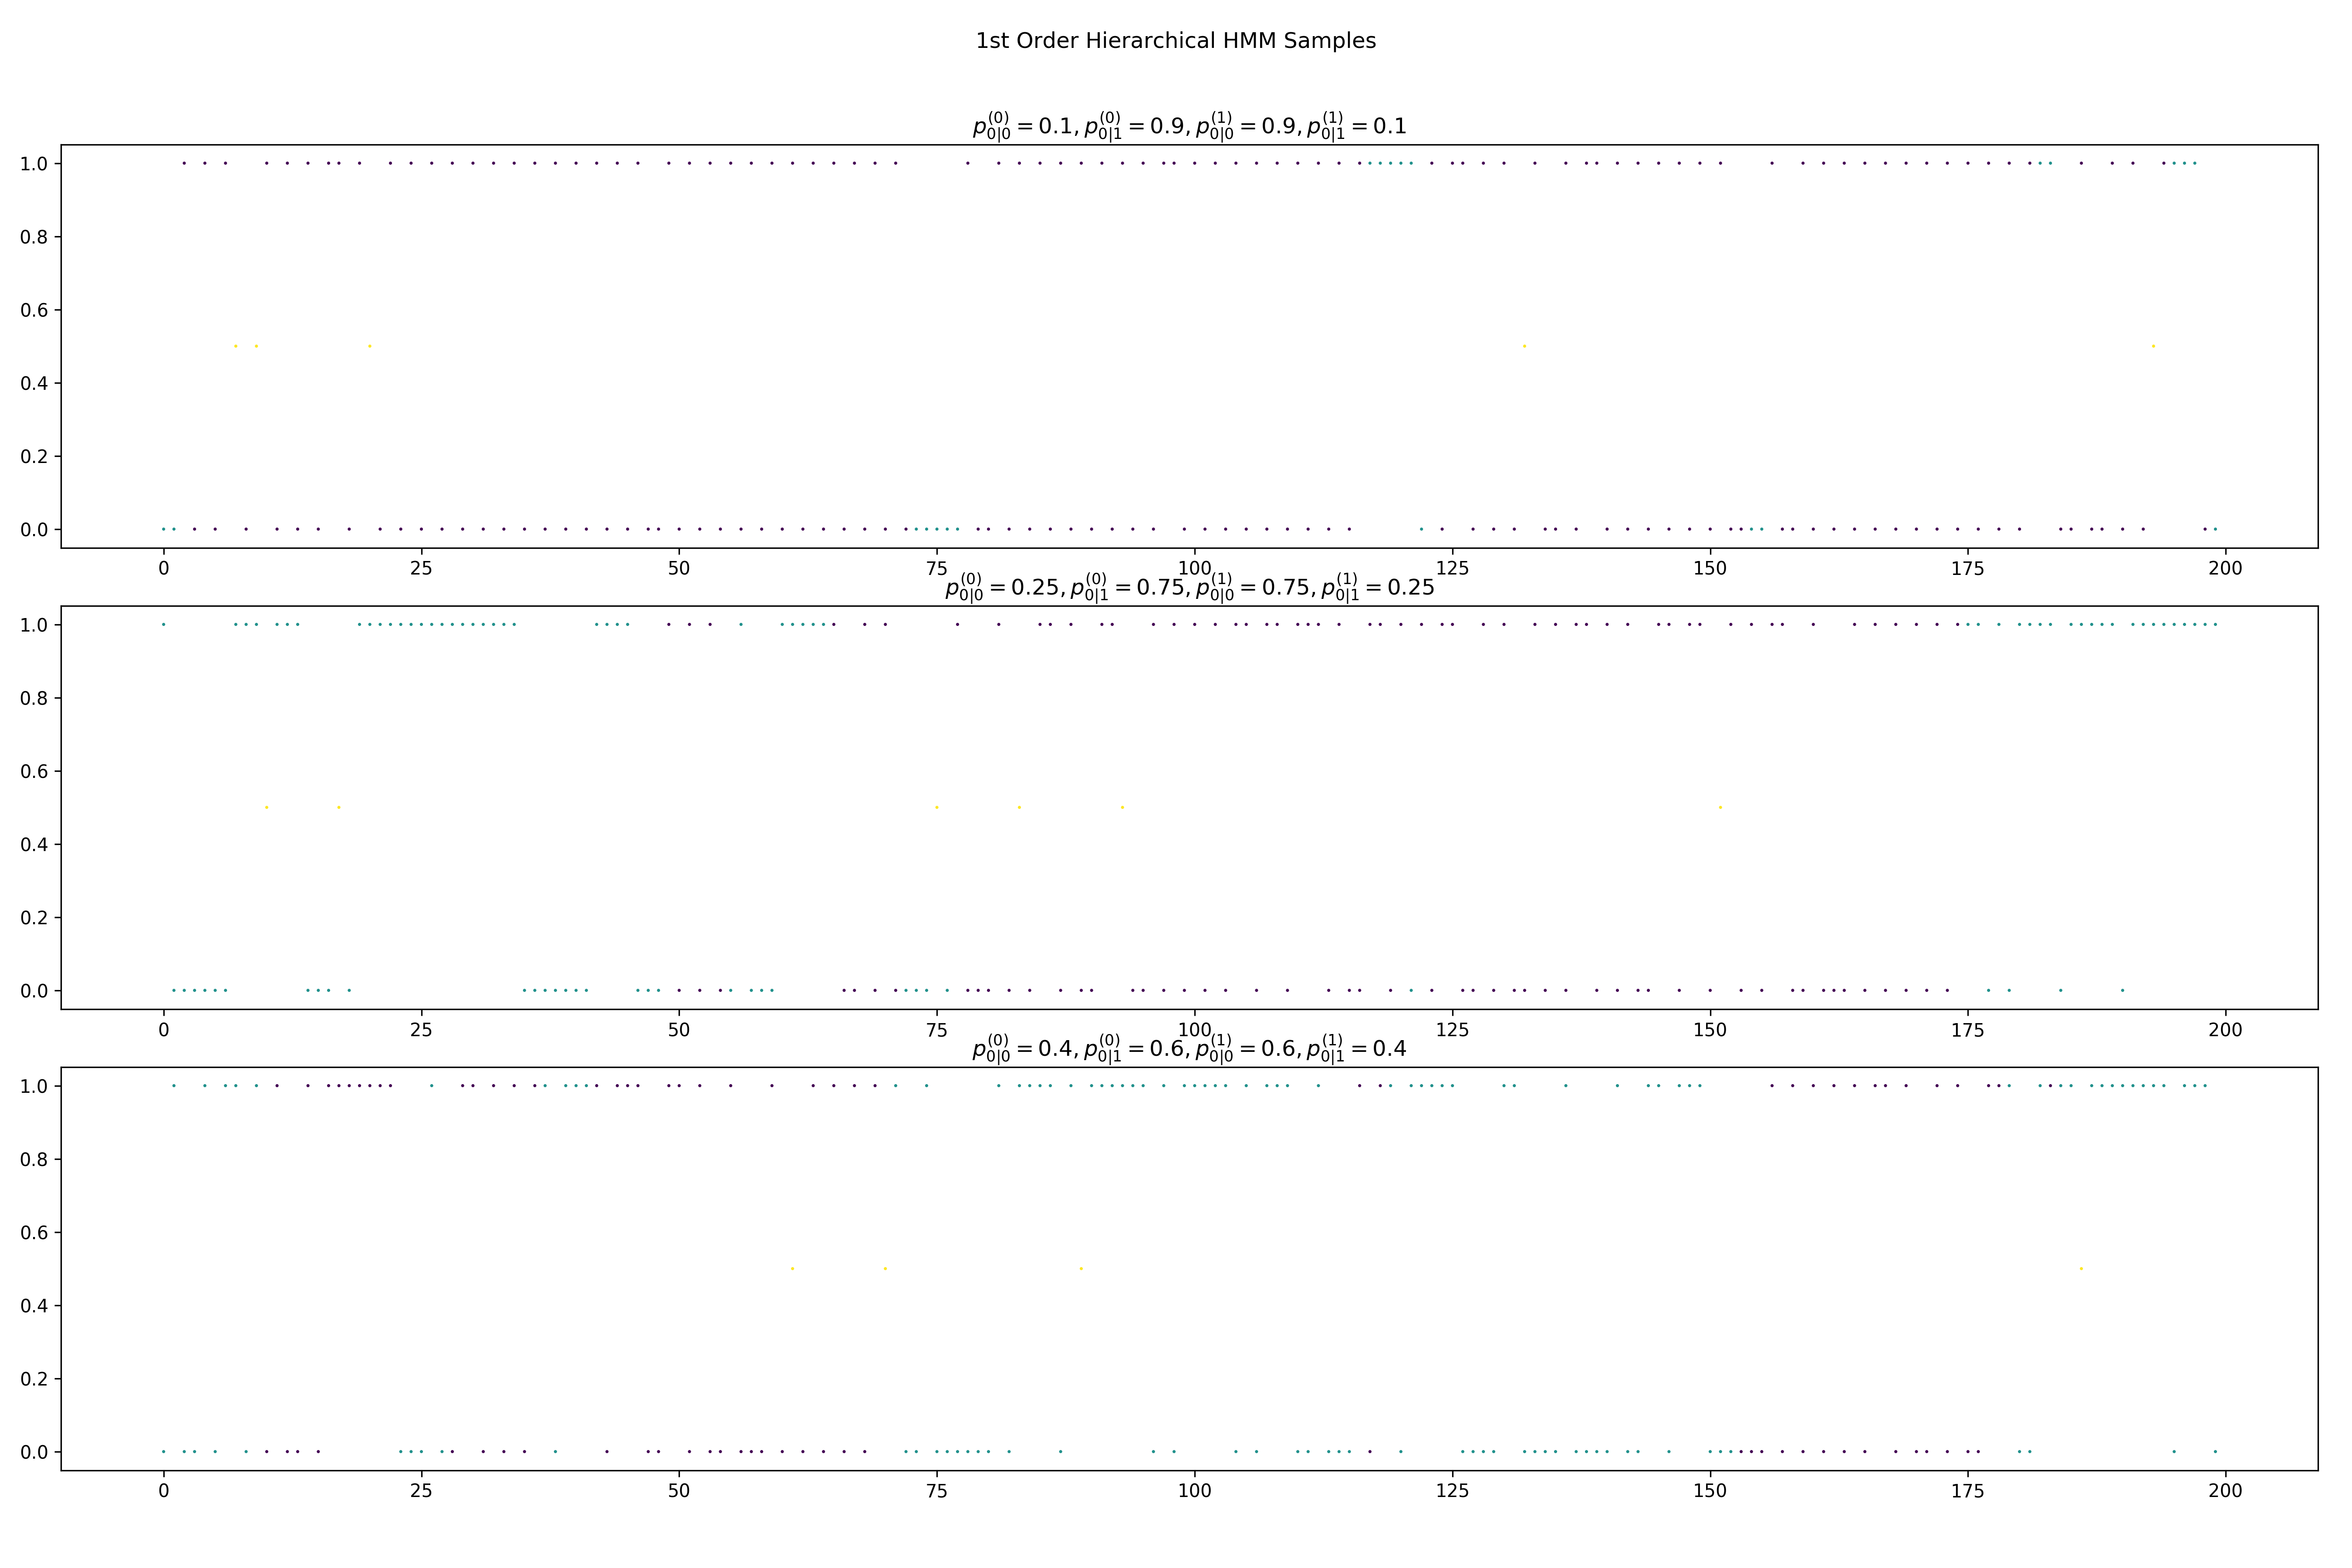 1st Order Hierarchical HMM Samples
p_{0|0}^{(0)} = 0.1, p_{0|1}^{(0)} = 0.9, p_{0|0}^{(1)} = 0.9, p_{0|1}^{(1)} = 0.1
1.0
0.8
0.6
0.4
0.2
0.0
0 25 50 75 100 125 150 175 200
p_{0|0}^{(0)} = 0.25, p_{0|1}^{(0)} = 0.75, p_{0|0}^{(1)} = 0.75, p_{0|1}^{(1)} = 0.25
1.0
0.8
0.6
0.4
0.2
0.0
0 25 50 75 100 125 150 175 200
p_{0|0}^{(0)} = 0.4, p_{0|1}^{(0)} = 0.6, p_{0|0}^{(1)} = 0.6, p_{0|1}^{(1)} = 0.4
1.0
0.8
0.6
0.4
0.2
0.0
0 25 50 75 100 125 150 175 200